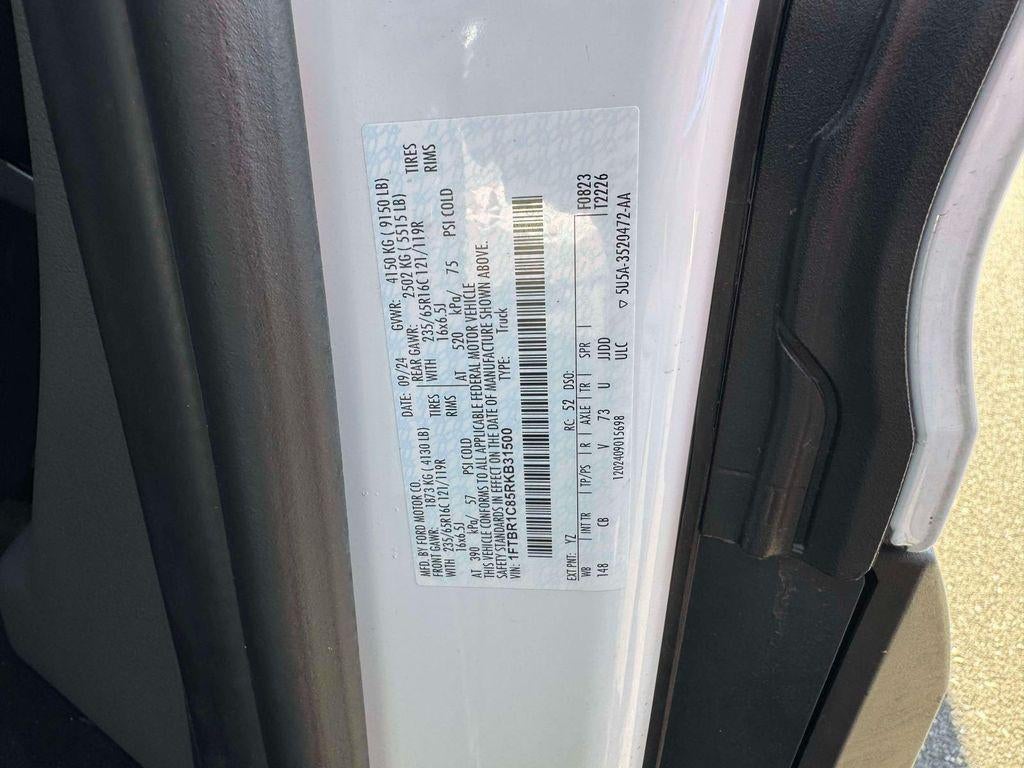 MFD. BY FORD MOTOR CO. DATE: 09/24 GVWR: 4150 KG ( 9150 LB)
FRONT GAWR: 1873 KG ( 4130 LB) REAR GAWR: 2502 KG ( 5515 LB)
WITH 235/65R16C 121/119R TIRES WITH 235/65R16C 121/119R TIRES
16x6.5J RIMS 16x6.5J RIMS
AT 390 kPa/ 57 PSI COLD AT 520 kPa/ 75 PSI COLD
THIS VEHICLE CONFORMS TO ALL APPLICABLE FEDERAL MOTOR VEHICLE
SAFETY STANDARDS IN EFFECT ON THE DATE OF MANUFACTURE SHOWN ABOVE.
VIN: 1FTBR1C85RKB31500 TYPE: Truck
EXT PNT: YZ RC: 52 DSO: F0823
WB INT TR TP/PS R AXLE TR SPR T2226
148 CB V 73 U JJDD
1202409015698 ULC 5U5A-3520472-AA